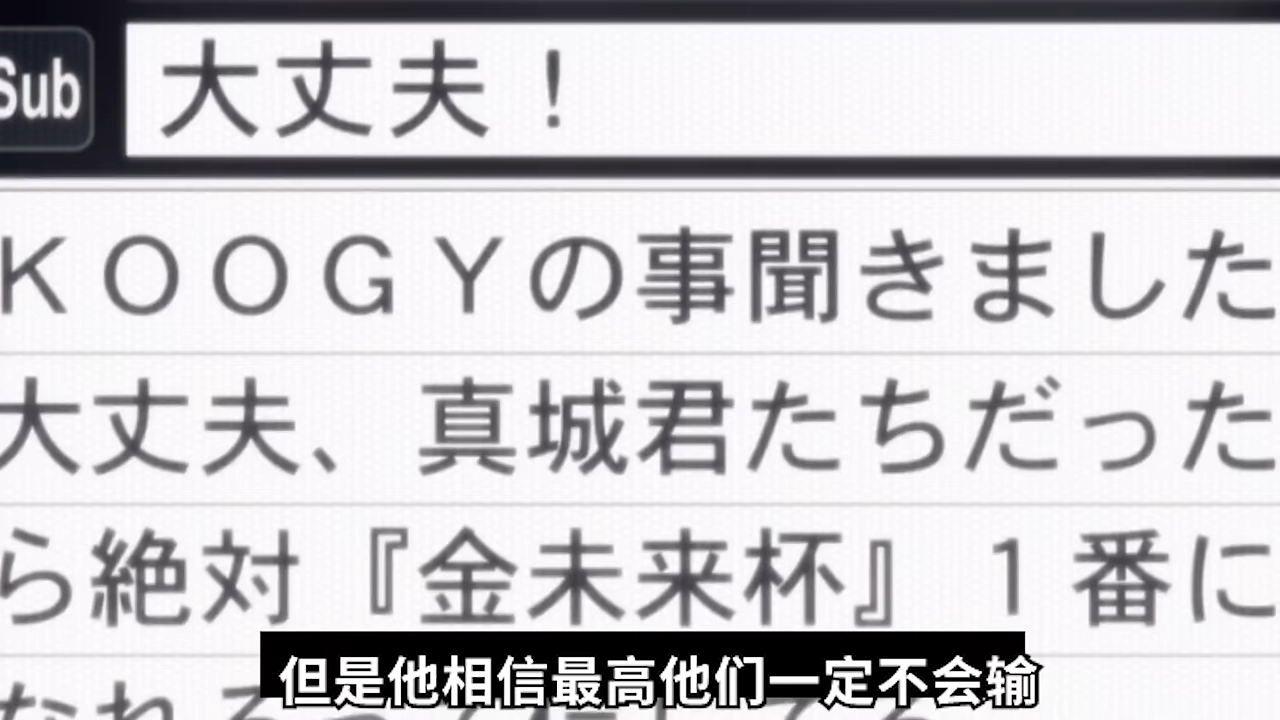 Sub 大丈夫！
ＫＯＯＧＹの事聞きました
大丈夫、真城君たちだった
ら絶対『金未来杯』１番に
但是他相信最高他们一定不会输